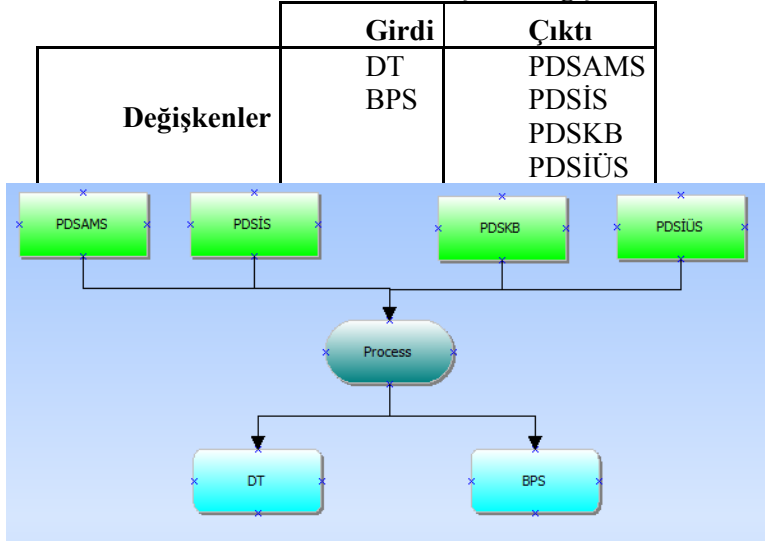 Girdi Çıktı
DT PDSAMS
BPS PDSİS
Değişkenler
PDSKB
PDSİÜS
PDSAMS PDSİS PDSKB PDSİÜS
Process
DT BPS